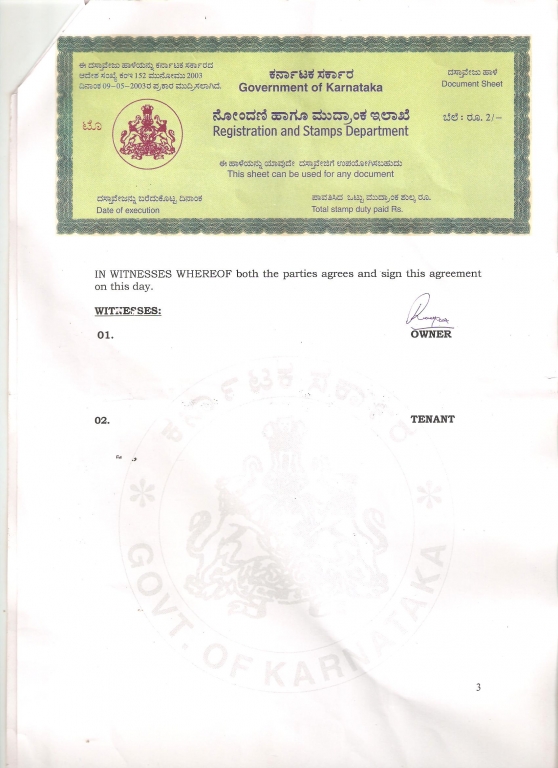 ಈ ದಸ್ತಾವೇಜು ಹಾಳೆಯನ್ನು ಕರ್ನಾಟಕ ಸರ್ಕಾರದ
ಆದೇಶ ಸಂಖ್ಯೆ ಕಂಇ 152 ಮುನೋಮು 2003
ದಿನಾಂಕ 09-05-2003ರ ಪ್ರಕಾರ ಮುದ್ರಿಸಲಾಗಿದೆ.
ಕರ್ನಾಟಕ ಸರ್ಕಾರ
Government of Karnataka
ದಸ್ತಾವೇಜು ಹಾಳೆ
Document Sheet
ನೋಂದಣಿ ಹಾಗೂ ಮುದ್ರಾಂಕ ಇಲಾಖೆ
Registration and Stamps Department
ಬೆಲೆ : ರೂ. 2/-
ಈ ಹಾಳೆಯನ್ನು ಯಾವುದೇ ದಸ್ತಾವೇಜಿಗೆ ಉಪಯೋಗಿಸಬಹುದು
This sheet can be used for any document
ದಸ್ತಾವೇಜನ್ನು ಬರೆದುಕೊಟ್ಟ ದಿನಾಂಕ
Date of execution
ಪಾವತಿಸಿದ ಒಟ್ಟು ಮುದ್ರಾಂಕ ಶುಲ್ಕ ರೂ.
Total stamp duty paid Rs.
IN WITNESSES WHEREOF both the parties agrees and sign this agreement
on this day.
WITNESSES:
01.
OWNER
02.
TENANT
ಕರ್ನಾಟಕ ಸರ್ಕಾರ
GOVT. OF KARNATAKA
3